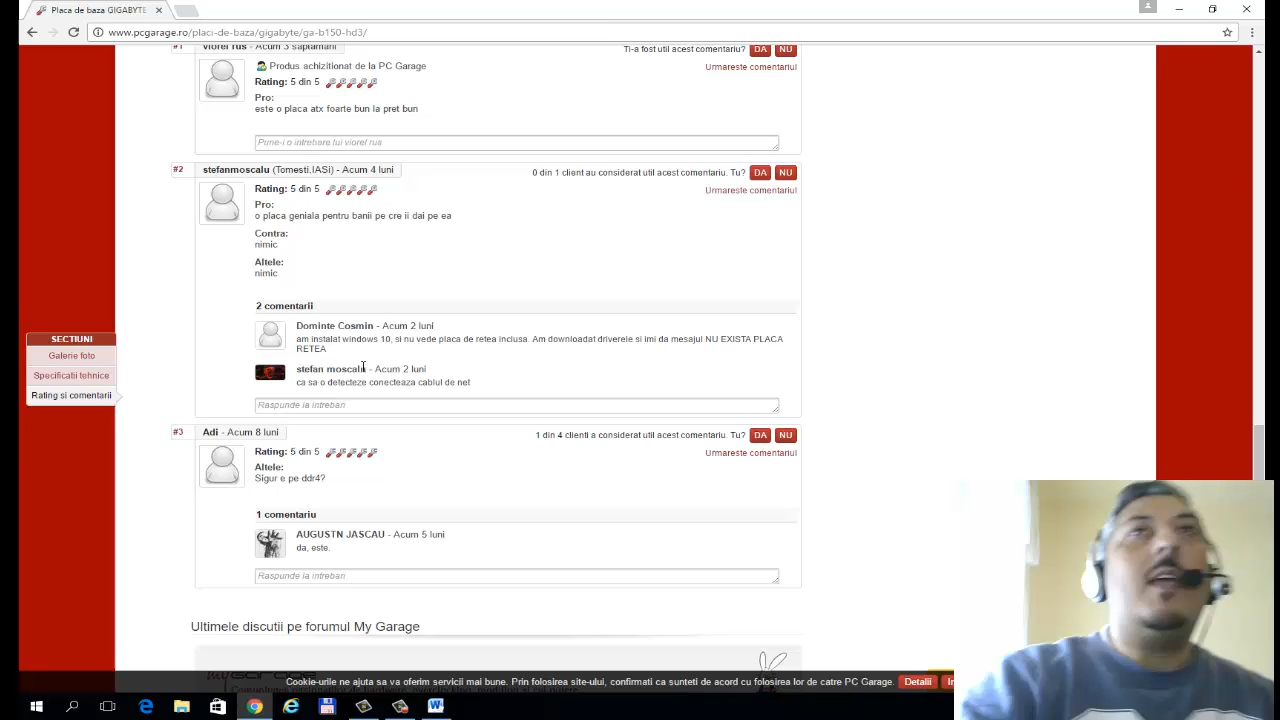 Placa de baza GIGABYTE
www.pcgarage.ro/placi-de-baza/gigabyte/ga-b150-hd3/
#1 viorel rus - Acum 3 saptamani
Ti-a fost util acest comentariu? DA NU
Produs achizitionat de la PC Garage
Urmareste comentariul
Rating: 5 din 5
Pro:
este o placa atx foarte bun la pret bun
Pune-i o intrebare lui viorel rus
#2 stefanmoscalu (Tomesti,IASi) - Acum 4 luni
0 din 1 client au considerat util acest comentariu. Tu? DA NU
Rating: 5 din 5
Urmareste comentariul
Pro:
o placa geniala pentru banii pe cre ii dai pe ea
Contra:
nimic
Altele:
nimic
2 comentarii
Dominte Cosmin - Acum 2 luni
am instalat windows 10, si nu vede placa de retea inclusa. Am downloadat driverele si imi da mesajul NU EXISTA PLACA
RETEA
stefan moscalu - Acum 2 luni
ca sa o detecteze conecteaza cablul de net
Raspunde la intrebari
SECTIUNI
Galerie foto
Specificatii tehnice
Rating si comentarii
#3 Adi - Acum 8 luni
1 din 4 clienti a considerat util acest comentariu. Tu? DA NU
Rating: 5 din 5
Urmareste comentariul
Altele:
Sigur e pe ddr4?
1 comentariu
AUGUSTN JASCAU - Acum 5 luni
da, este.
Raspunde la intrebari
Ultimele discutii pe forumul My Garage
Cookie-urile ne ajuta sa va oferim servicii mai bune. Prin folosirea site-ului, confirmati ca sunteti de acord cu folosirea lor de catre PC Garage. Detalii